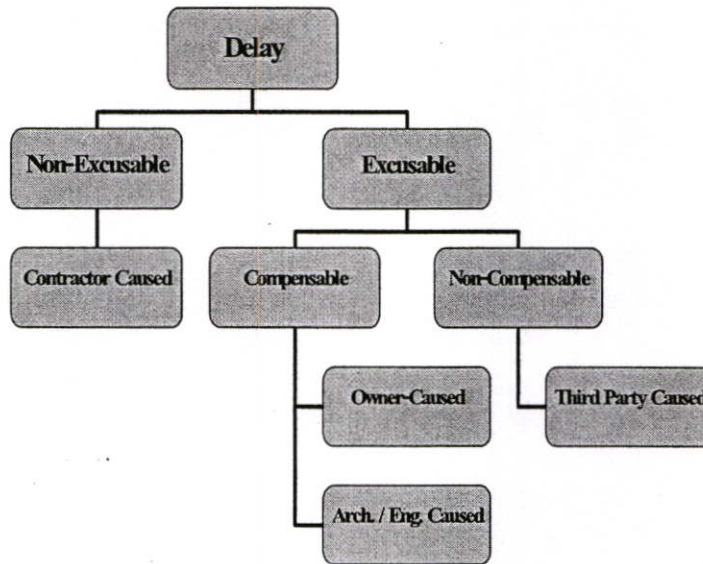 Delay
Non-Excusable
Excusable
Contractor Caused
Compensable
Non-Compensable
Owner-Caused
Third Party Caused
Arch. / Eng. Caused